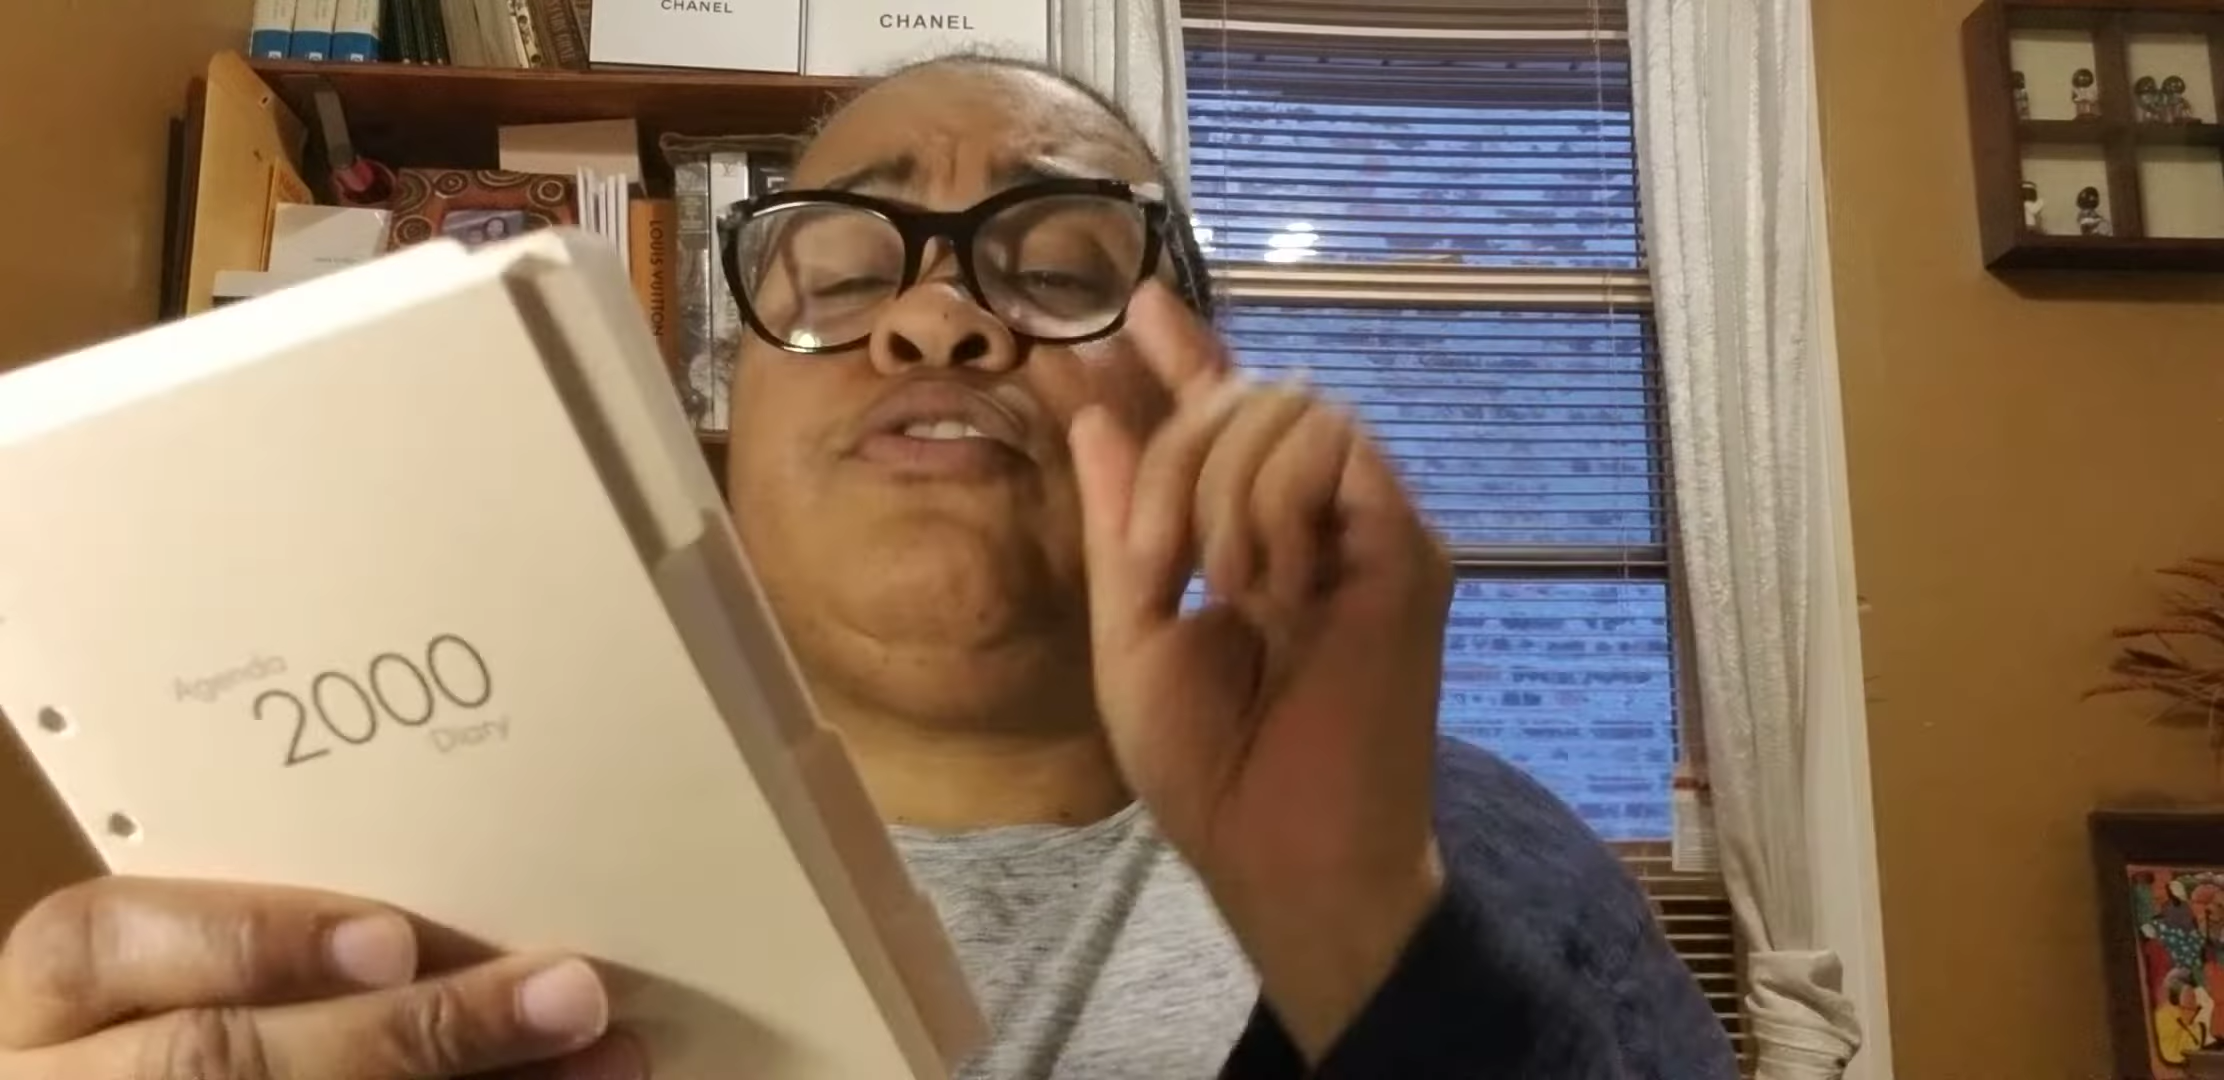 CHANEL
CHANEL
LOUIS VUITTON
Agenda
2000
Diary